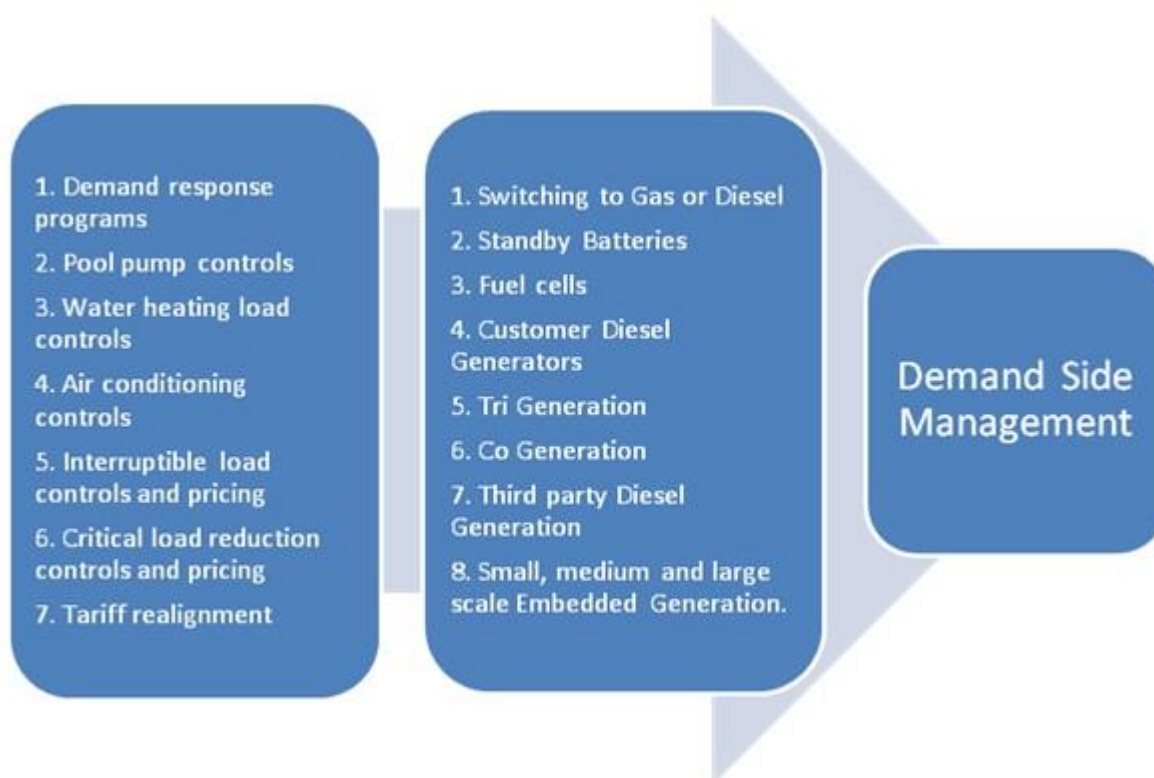 1. Demand response
programs
2. Pool pump controls
3. Water heating load
controls
4. Air conditioning
controls
5. Interruptible load
controls and pricing
6. Critical load reduction
controls and pricing
7. Tariff realignment
1. Switching to Gas or Diesel
2. Standby Batteries
3. Fuel cells
4. Customer Diesel
Generators
5. Tri Generation
6. Co Generation
7. Third party Diesel
Generation
8. Small, medium and large
scale Embedded Generation.
Demand Side
Management